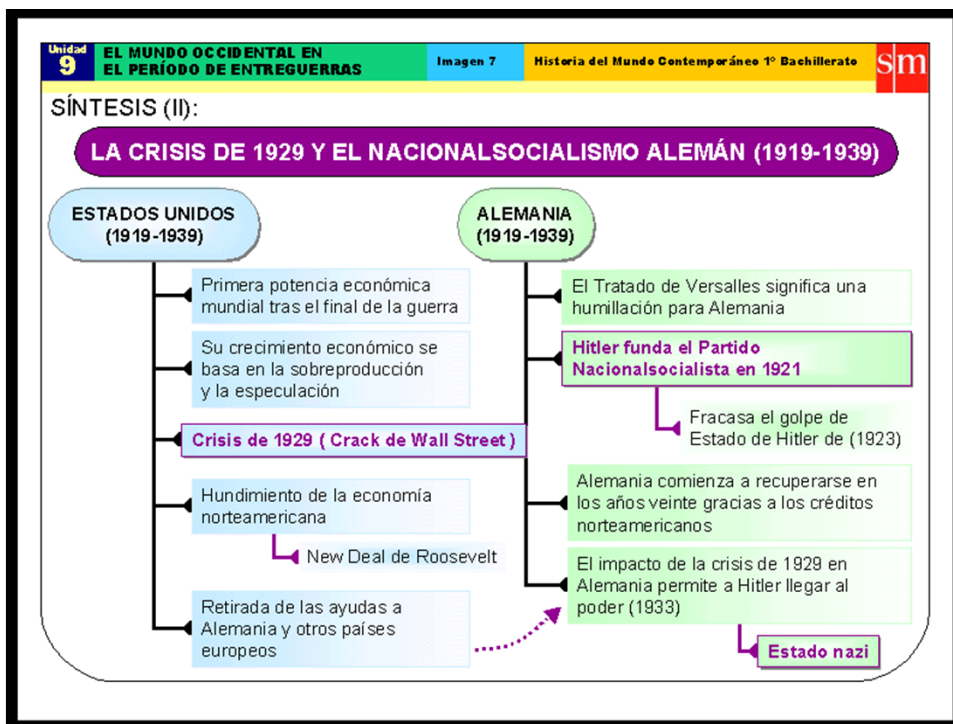 Unidad
9
EL MUNDO OCCIDENTAL EN
EL PERÍODO DE ENTREGUERRAS
Imagen 7
Historia del Mundo Contemporáneo 1º Bachillerato
sm
SÍNTESIS (II):
LA CRISIS DE 1929 Y EL NACIONALSOCIALISMO ALEMÁN (1919-1939)
ESTADOS UNIDOS
(1919-1939)
Primera potencia económica
mundial tras el final de la guerra
Su crecimiento económico se
basa en la sobreproducción
y la especulación
Crisis de 1929 ( Crack de Wall Street )
Hundimiento de la economía
norteamericana
New Deal de Roosevelt
Retirada de las ayudas a
Alemania y otros países
europeos
ALEMANIA
(1919-1939)
El Tratado de Versalles significa una
humillación para Alemania
Hitler funda el Partido
Nacionalsocialista en 1921
Fracasa el golpe de
Estado de Hitler de (1923)
Alemania comienza a recuperarse en
los años veinte gracias a los créditos
norteamericanos
El impacto de la crisis de 1929 en
Alemania permite a Hitler llegar al
poder (1933)
Estado nazi